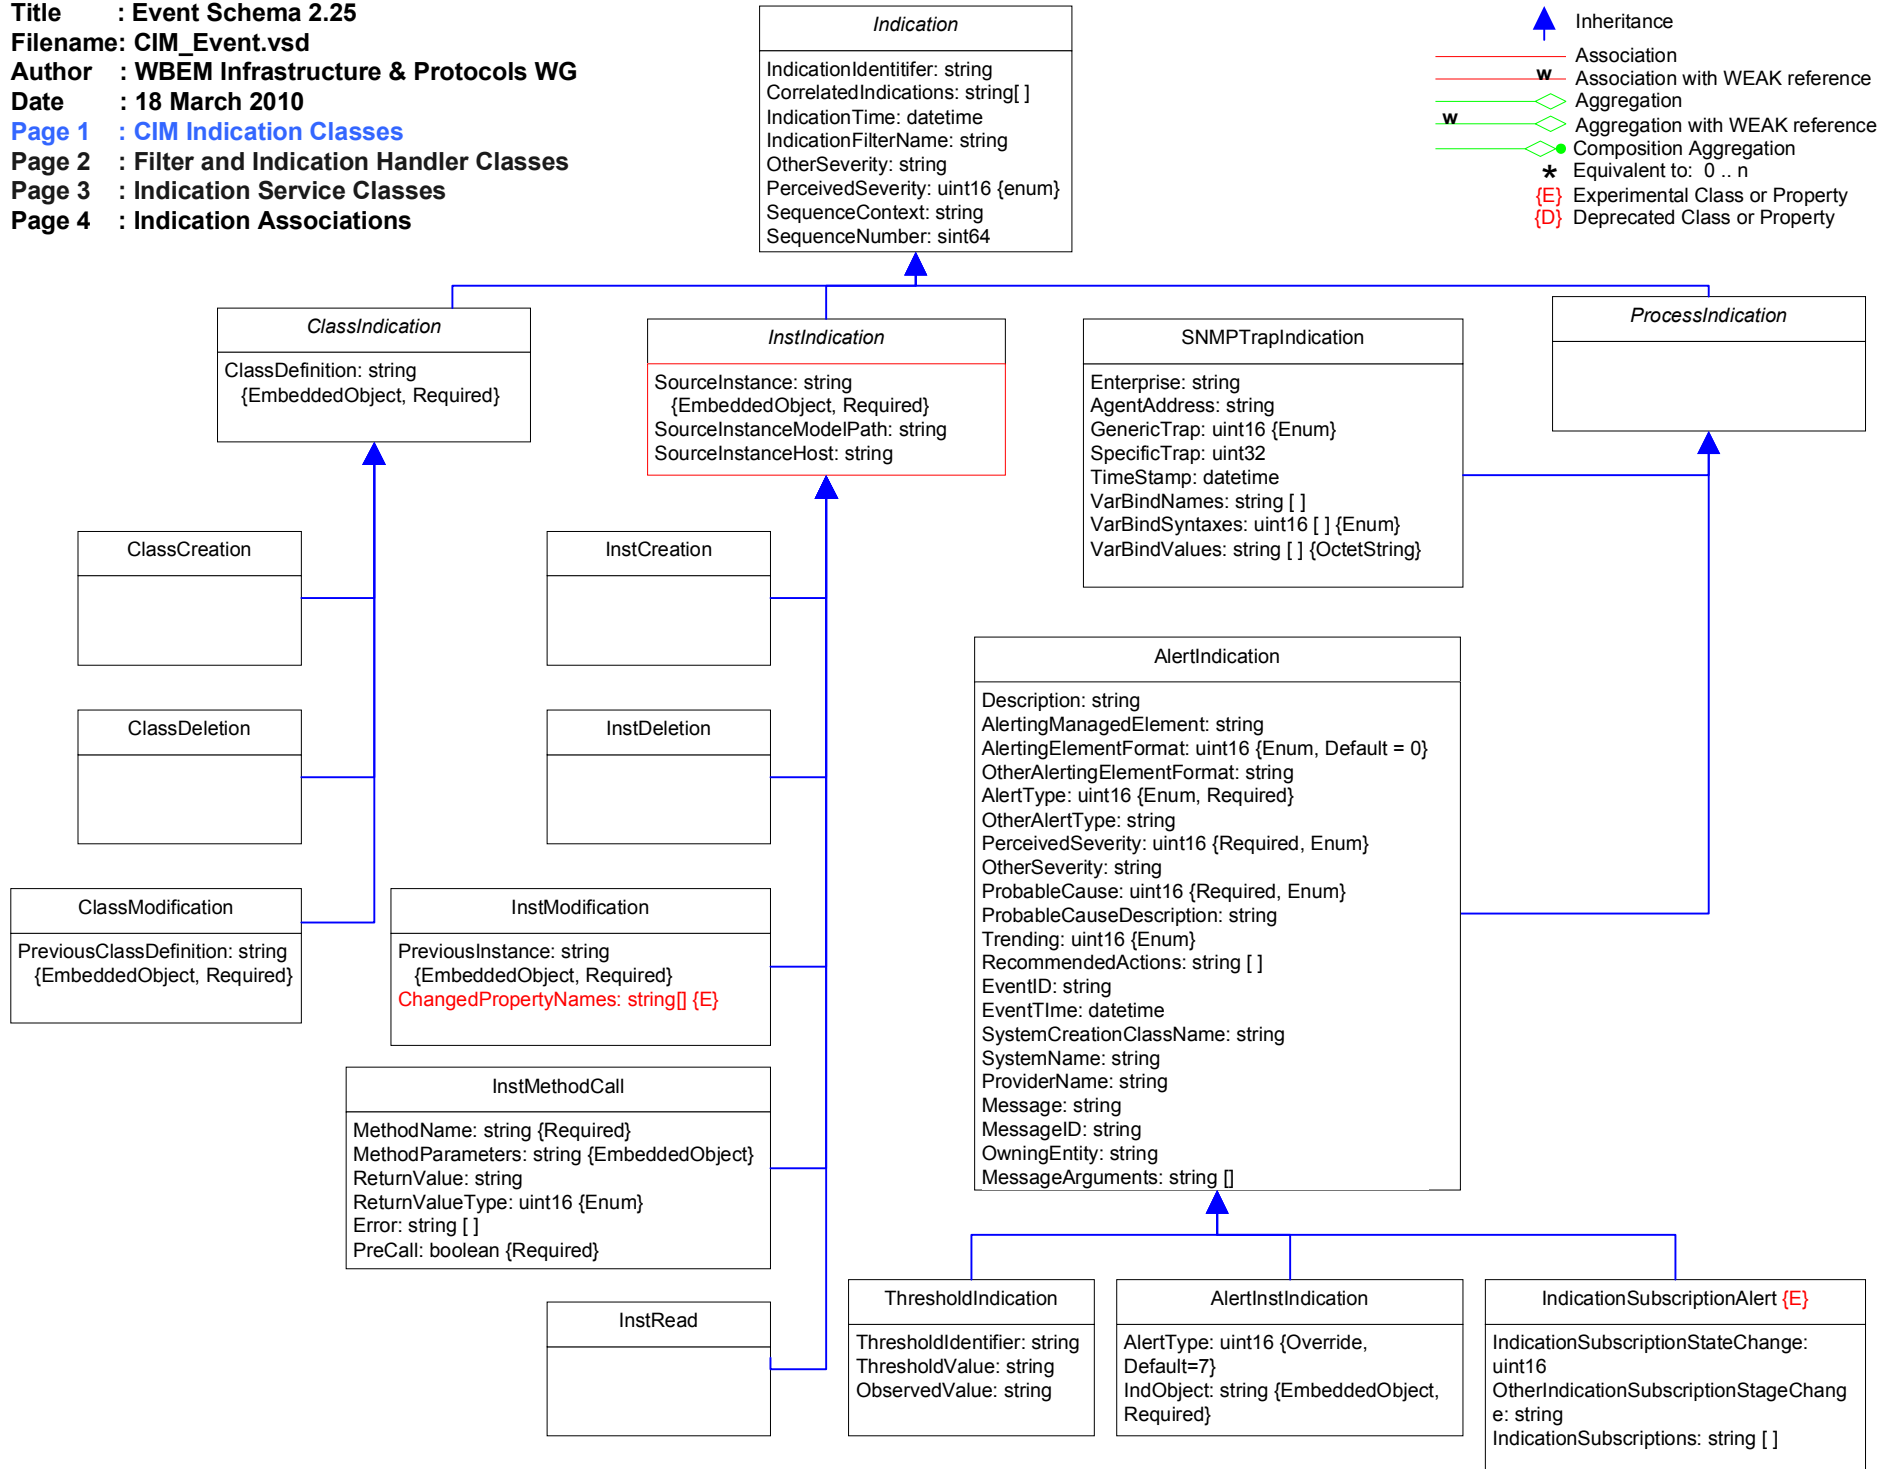 Title : Event Schema 2.25
Filename: CIM_Event.vsd
Author : WBEM Infrastructure & Protocols WG
Date : 18 March 2010
Page 1 : CIM Indication Classes
Page 2 : Filter and Indication Handler Classes
Page 3 : Indication Service Classes
Page 4 : Indication Associations
Indication
IndicationIdentitifer: string
CorrelatedIndications: string[ ]
IndicationTime: datetime
IndicationFilterName: string
OtherSeverity: string
PerceivedSeverity: uint16 {enum}
SequenceContext: string
SequenceNumber: sint64
Inheritance
Association
w Association with WEAK reference
Aggregation
w Aggregation with WEAK reference
Composition Aggregation
* Equivalent to: 0 .. n
{E} Experimental Class or Property
{D} Deprecated Class or Property
ClassIndication
ClassDefinition: string
{EmbeddedObject, Required}
InstIndication
SourceInstance: string
{EmbeddedObject, Required}
SourceInstanceModelPath: string
SourceInstanceHost: string
SNMPTrapIndication
Enterprise: string
AgentAddress: string
GenericTrap: uint16 {Enum}
SpecificTrap: uint32
TimeStamp: datetime
VarBindNames: string [ ]
VarBindSyntaxes: uint16 [ ] {Enum}
VarBindValues: string [ ] {OctetString}
ProcessIndication
ClassCreation
InstCreation
ClassDeletion
InstDeletion
ClassModification
PreviousClassDefinition: string
{EmbeddedObject, Required}
InstModification
PreviousInstance: string
{EmbeddedObject, Required}
ChangedPropertyNames: string[] {E}
InstMethodCall
MethodName: string {Required}
MethodParameters: string {EmbeddedObject}
ReturnValue: string
ReturnValueType: uint16 {Enum}
Error: string [ ]
PreCall: boolean {Required}
InstRead
AlertIndication
Description: string
AlertingManagedElement: string
AlertingElementFormat: uint16 {Enum, Default = 0}
OtherAlertingElementFormat: string
AlertType: uint16 {Enum, Required}
OtherAlertType: string
PerceivedSeverity: uint16 {Required, Enum}
OtherSeverity: string
ProbableCause: uint16 {Required, Enum}
ProbableCauseDescription: string
Trending: uint16 {Enum}
RecommendedActions: string [ ]
EventID: string
EventTIme: datetime
SystemCreationClassName: string
SystemName: string
ProviderName: string
Message: string
MessageID: string
OwningEntity: string
MessageArguments: string []
ThresholdIndication
ThresholdIdentifier: string
ThresholdValue: string
ObservedValue: string
AlertInstIndication
AlertType: uint16 {Override,
Default=7}
IndObject: string {EmbeddedObject,
Required}
IndicationSubscriptionAlert {E}
IndicationSubscriptionStateChange:
uint16
OtherIndicationSubscriptionStageChang
e: string
IndicationSubscriptions: string [ ]